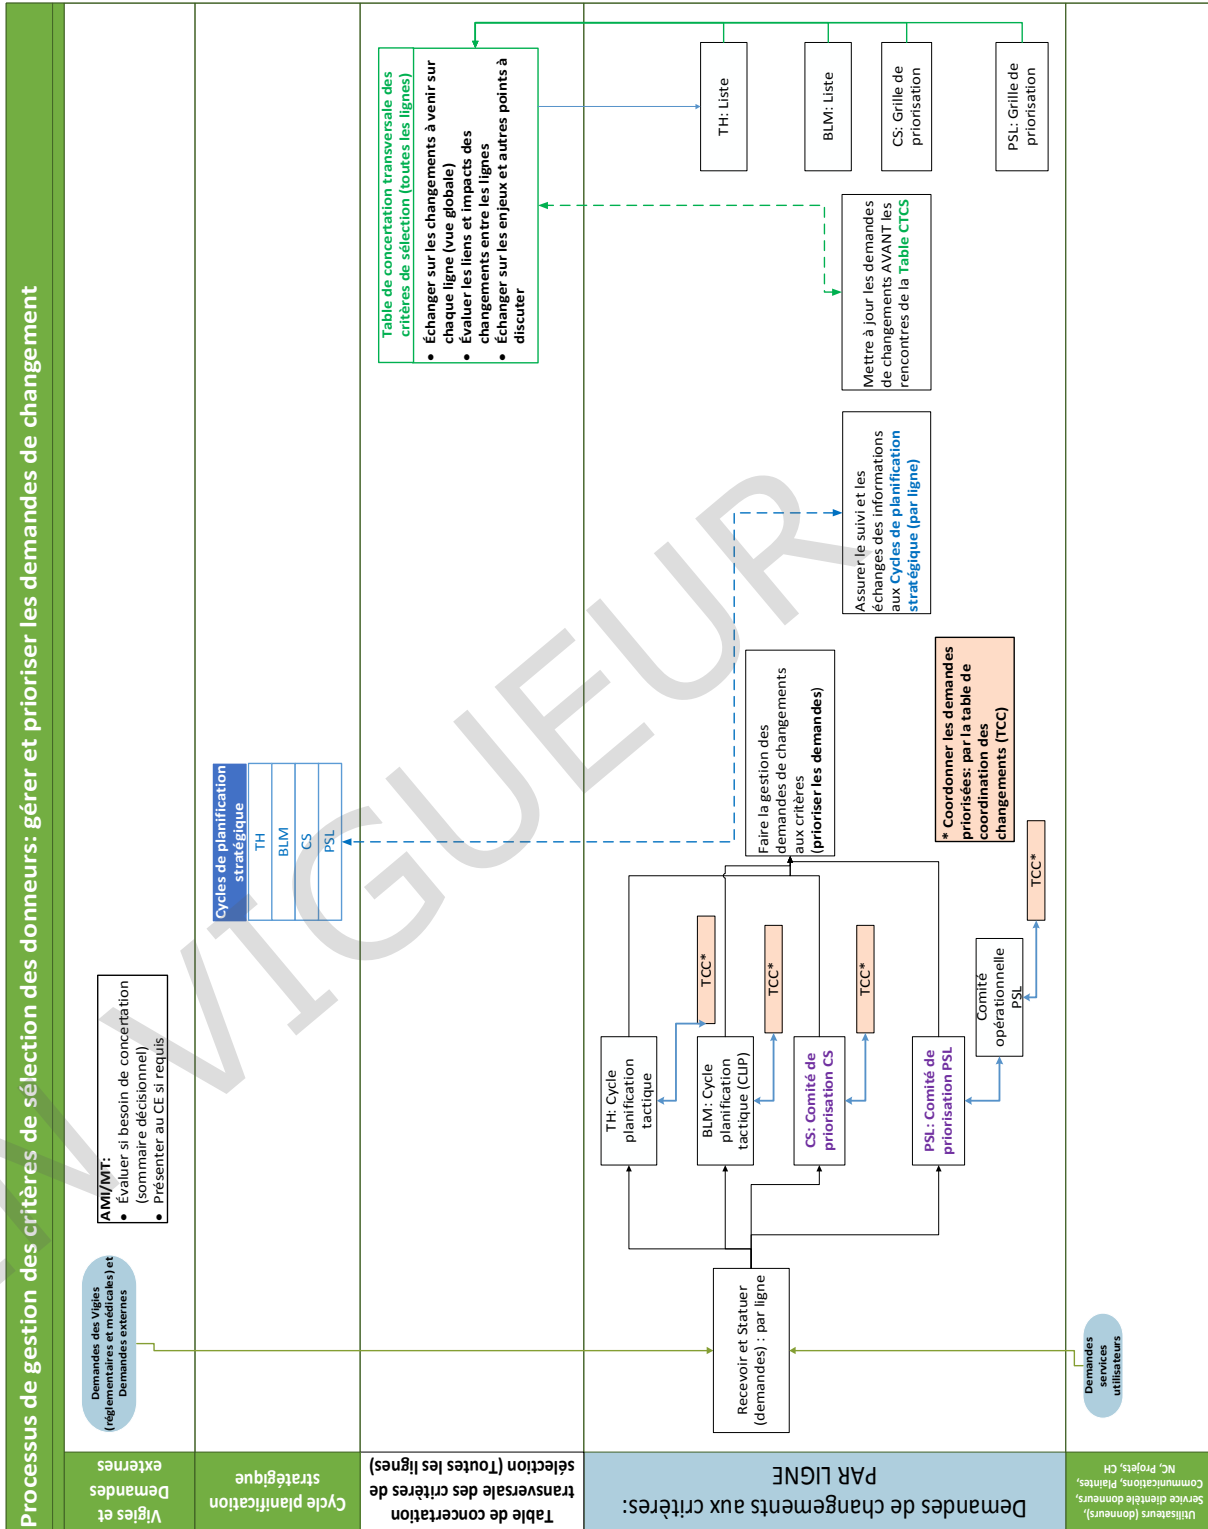 Processus de gestion des critères de sélection des donneurs: gérer et prioriser les demandes de changement
Vigies et
Demandes
externes
Demandes des Vigies
(réglementaires et médicales) et
Demandes externes
AMI/MT:
• Évaluer si besoin de concertation
(sommaire décisionnel)
• Présenter au CE si requis
Cycle planification
stratégique
Cycles de planification
stratégique
TH
BLM
CS
PSL
Table de concertation
transversale des critères de
sélection (Toutes les lignes)
Table de concertation transversale des
critères de sélection (toutes les lignes)
• Échanger sur les changements à venir sur
chaque ligne (vue globale)
• Évaluer les liens et impacts des
changements entre les lignes
• Échanger sur les enjeux et autres points à
discuter
Demandes de changements aux critères:
PAR LIGNE
Recevoir et Statuer
(demandes) : par ligne
TH: Cycle
planification
tactique
TCC*
BLM: Cycle
planification
tactique (CLIP)
TCC*
CS: Comité de
priorisation CS
TCC*
PSL: Comité de
priorisation PSL
Comité
opérationnelle
PSL
TCC*
Faire la gestion des
demandes de changements
aux critères
(prioriser les demandes)
* Coordonner les demandes
priorisées: par la table de
coordination des
changements (TCC)
Assurer le suivi et les
échanges des informations
aux Cycles de planification
stratégique (par ligne)
Mettre à jour les demandes
de changements AVANT les
rencontres de la Table CTCS
TH: Liste
BLM: Liste
CS: Grille de
priorisation
PSL: Grille de
priorisation
Utilisateurs (donneurs),
Service clientèle donneurs,
Communications, Plaintes,
NC, Projets, CH
Demandes
services
utilisateurs
EN VIGUEUR